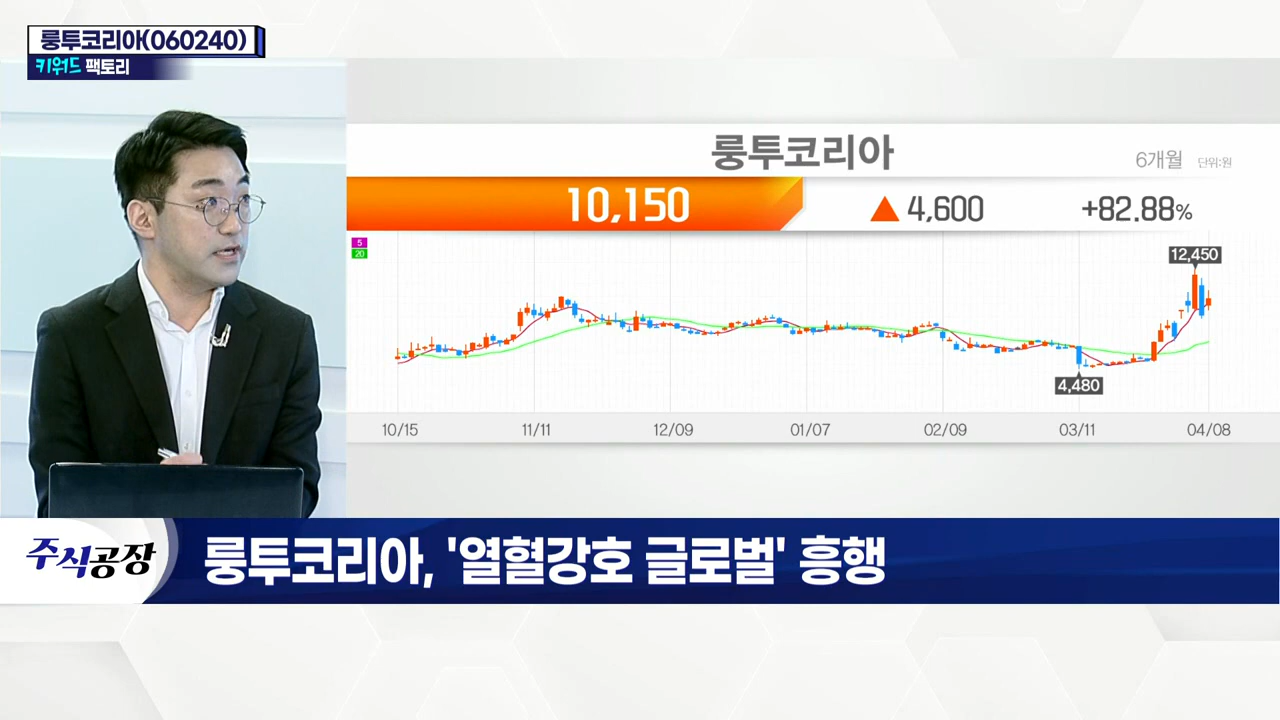 룽투코리아(060240)
키워드 팩토리
룽투코리아
6개월 단위:원
10,150 ▲ 4,600 +82.88%
5
20
12,450
4,480
10/15 11/11 12/09 01/07 02/09 03/11 04/08
주식공장
룽투코리아, '열혈강호 글로벌' 흥행